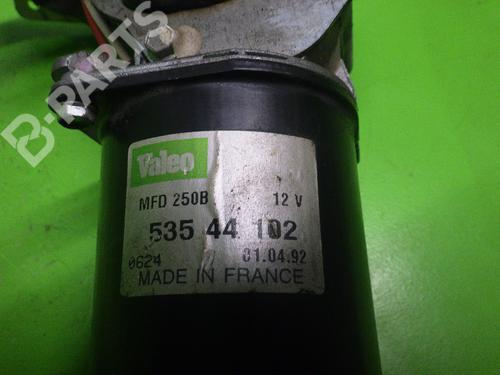 B-PARTS
Valeo
MFD 250B 12 V
535 44 102
0624 01.04.92
MADE IN FRANCE